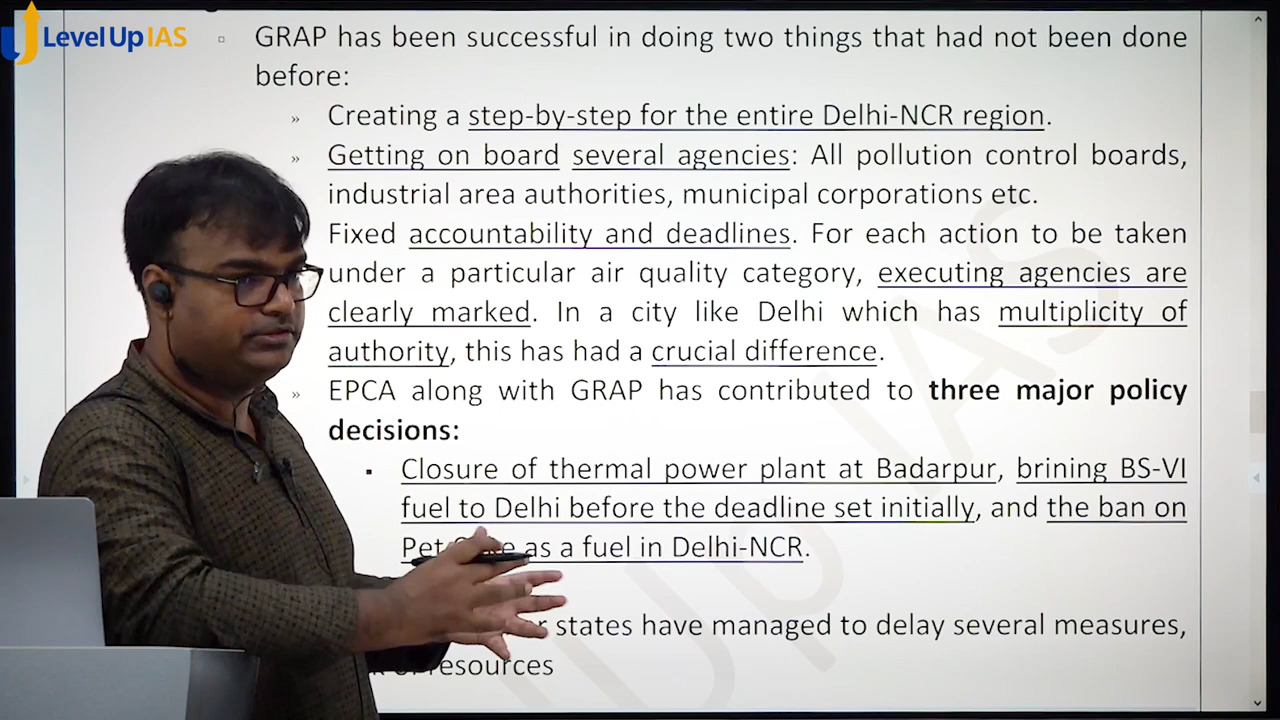 Level Up IAS
GRAP has been successful in doing two things that had not been done
before:
» Creating a step-by-step for the entire Delhi-NCR region.
» Getting on board several agencies: All pollution control boards,
industrial area authorities, municipal corporations etc.
Fixed accountability and deadlines. For each action to be taken
under a particular air quality category, executing agencies are
clearly marked. In a city like Delhi which has multiplicity of
authority, this has had a crucial difference.
» EPCA along with GRAP has contributed to three major policy
decisions:
▪ Closure of thermal power plant at Badarpur, brining BS-VI
fuel to Delhi before the deadline set initially, and the ban on
as a fuel in Delhi-NCR.
states have managed to delay several measures,
resources
Up IAS